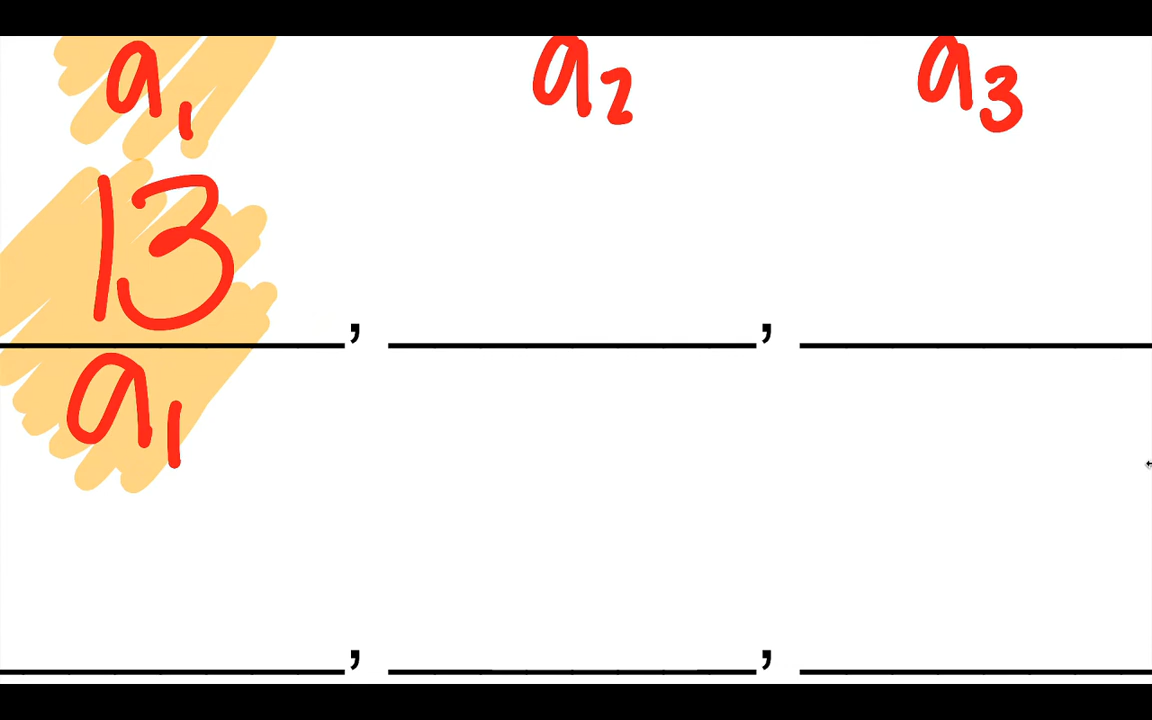 a₁ a₂ a₃
13 , ,
a₁
, ,